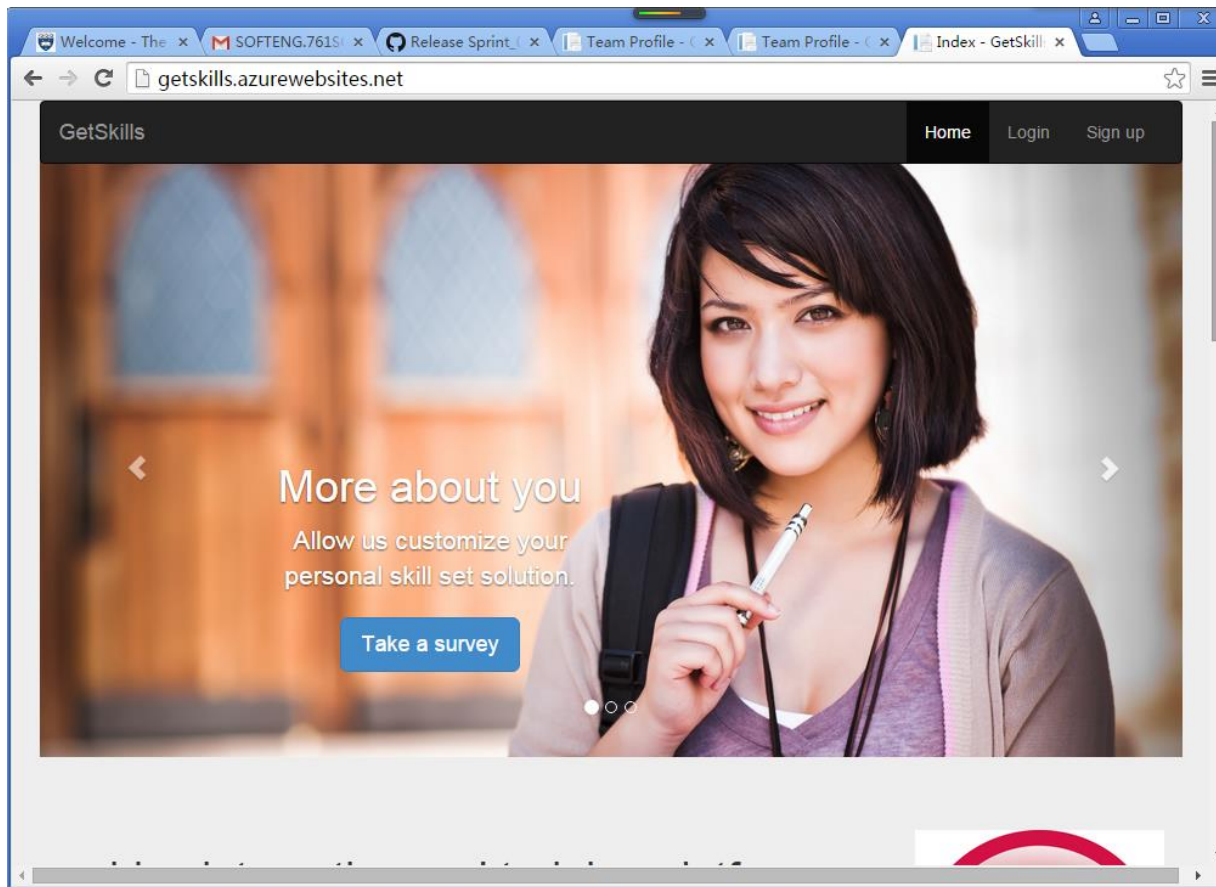 Welcome - The
SOFTENG.761S
Release Sprint_
Team Profile -
Team Profile -
Index - GetSkill
getskills.azurewebsites.net
GetSkills
Home
Login
Sign up
More about you
Allow us customize your
personal skill set solution.
Take a survey